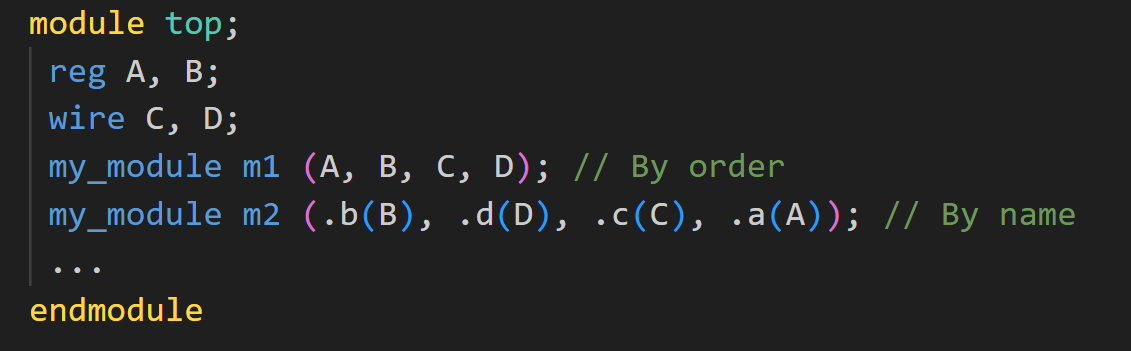 module top;
reg A, B;
wire C, D;
my_module m1 (A, B, C, D); // By order
my_module m2 (.b(B), .d(D), .c(C), .a(A)); // By name
...
endmodule